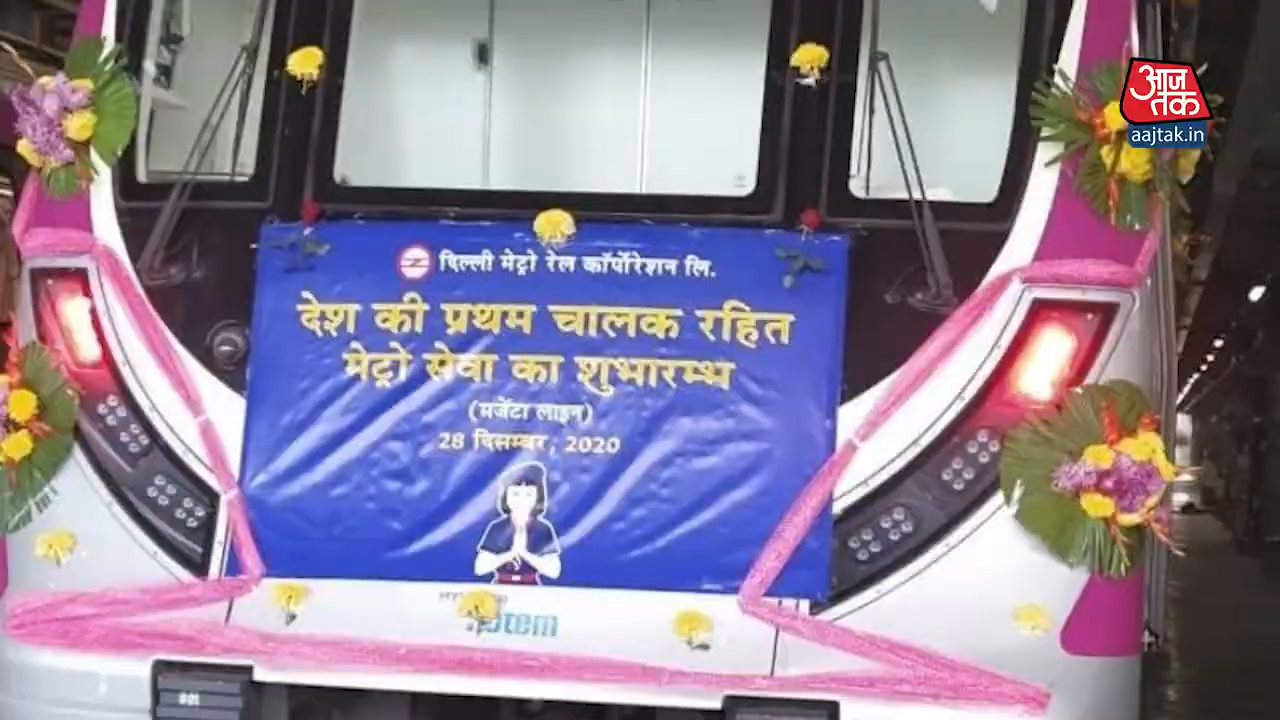 आज
तक
aajtak.in
दिल्ली मेट्रो रेल कॉर्पोरेशन लि.
देश की प्रथम चालक रहित
मेट्रो सेवा का शुभारम्भ
(मजेंटा लाइन)
28 दिसम्बर, 2020